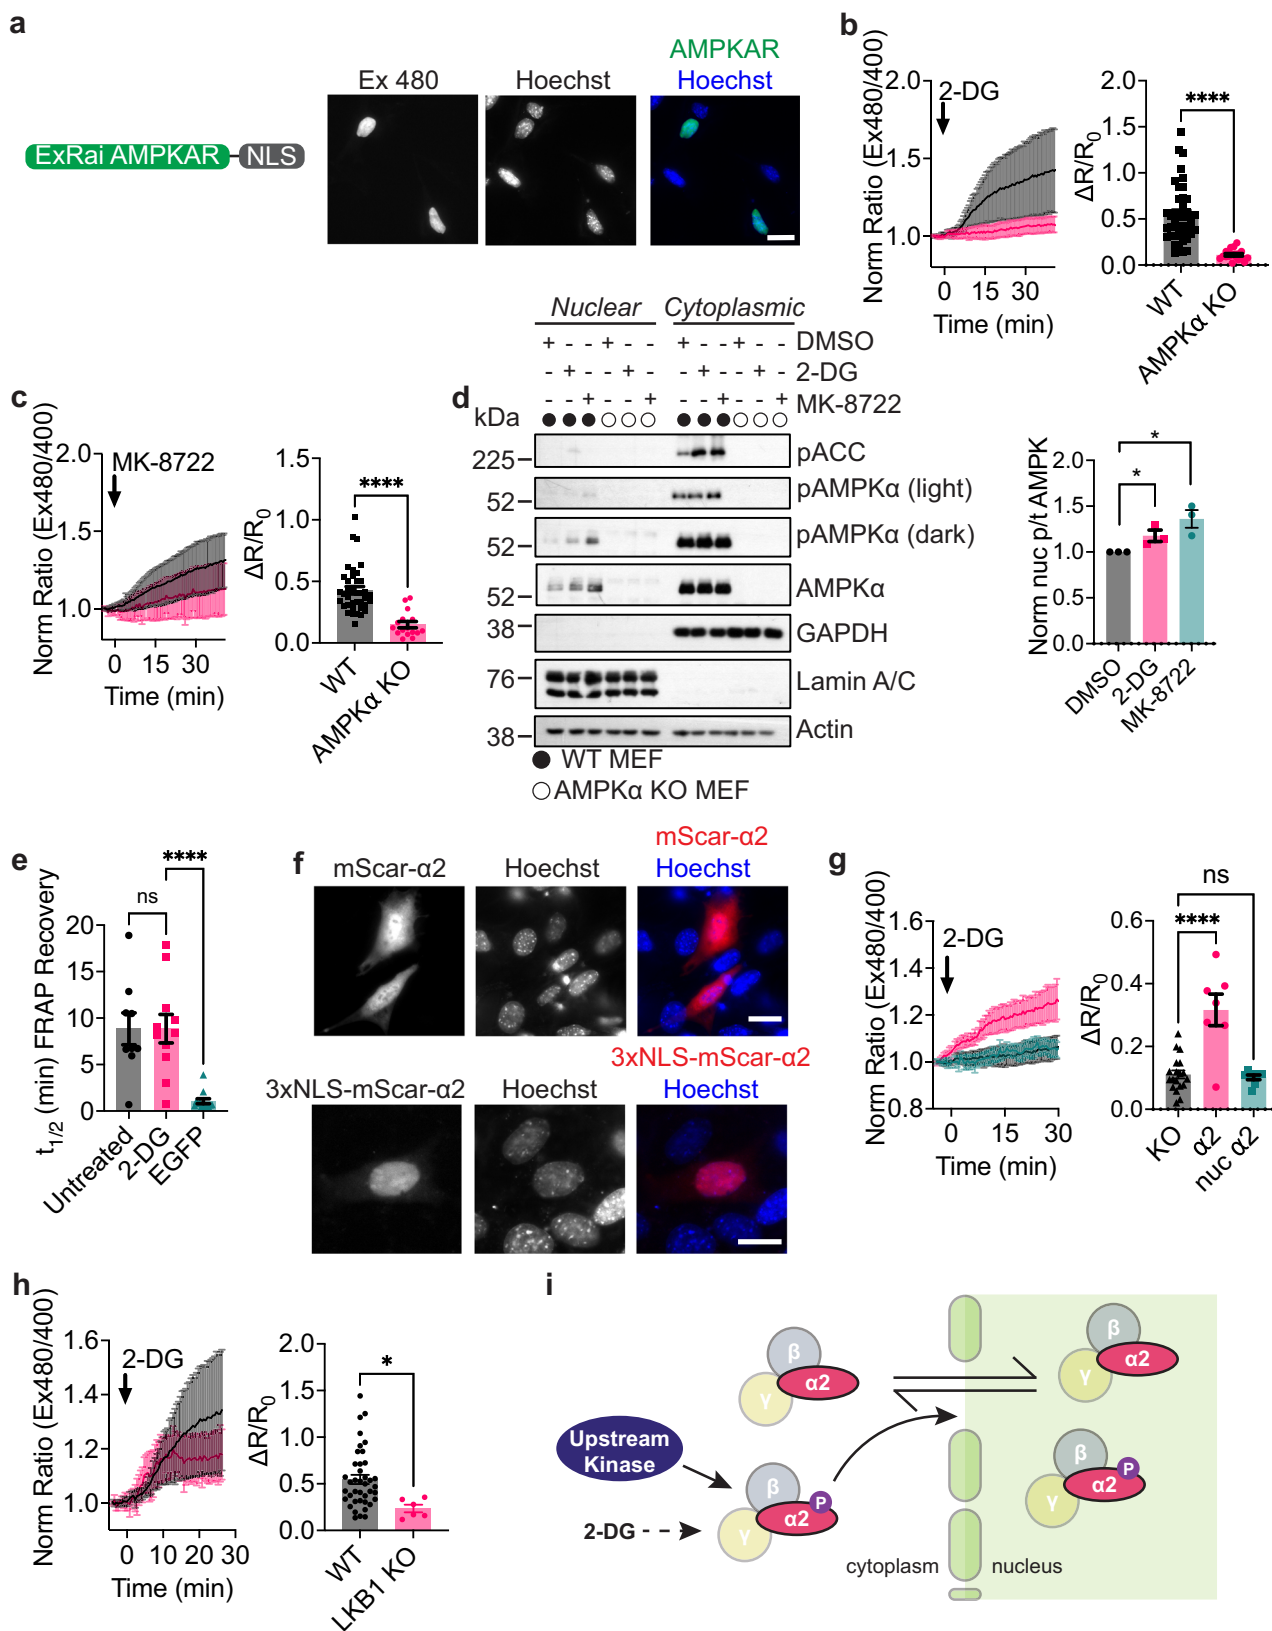 a
ExRai AMPKAR
NLS
Ex 480
Hoechst
AMPKAR
Hoechst
b
Norm Ratio (Ex480/400)
2.0
1.5
1.0
2-DG
0 15 30
Time (min)
ΔR/R0
2.0
1.5
1.0
0.5
0.0
****
WT
AMPKα KO
c
Norm Ratio (Ex480/400)
2.0
1.5
1.0
MK-8722
0 15 30
Time (min)
ΔR/R0
1.5
1.0
0.5
0.0
****
WT
AMPKα KO
d
Nuclear Cytoplasmic
+ - - + - - + - - + - - DMSO
- + - - + - - + - - + - 2-DG
- - + - - + - - + - - + MK-8722
kDa
225 pACC
52 pAMPKα (light)
52 pAMPKα (dark)
52 AMPKα
38 GAPDH
76 Lamin A/C
38 Actin
WT MEF
AMPKα KO MEF
Norm nuc p/t AMPK
2.0
1.5
1.0
0.5
0.0
*
*
DMSO
2-DG
MK-8722
e
t1/2 (min) FRAP Recovery
20
15
10
5
0
ns
****
Untreated
2-DG
EGFP
f
mScar-α2
Hoechst
mScar-α2
Hoechst
3xNLS-mScar-α2
Hoechst
3xNLS-mScar-α2
Hoechst
g
Norm Ratio (Ex480/400)
1.6
1.4
1.2
1.0
0.8
2-DG
0 10 20 30
Time (min)
ΔR/R0
0.6
0.4
0.2
0.0
ns
****
KO
α2
nuc α2
h
Norm Ratio (Ex480/400)
1.6
1.4
1.2
1.0
2-DG
0 10 20 30
Time (min)
ΔR/R0
2.0
1.5
1.0
0.5
0.0
*
WT
LKB1 KO
i
β
γ
α2
β
γ
α2
Upstream
Kinase
2-DG
β
γ
α2
P
β
γ
α2
P
cytoplasm
nucleus